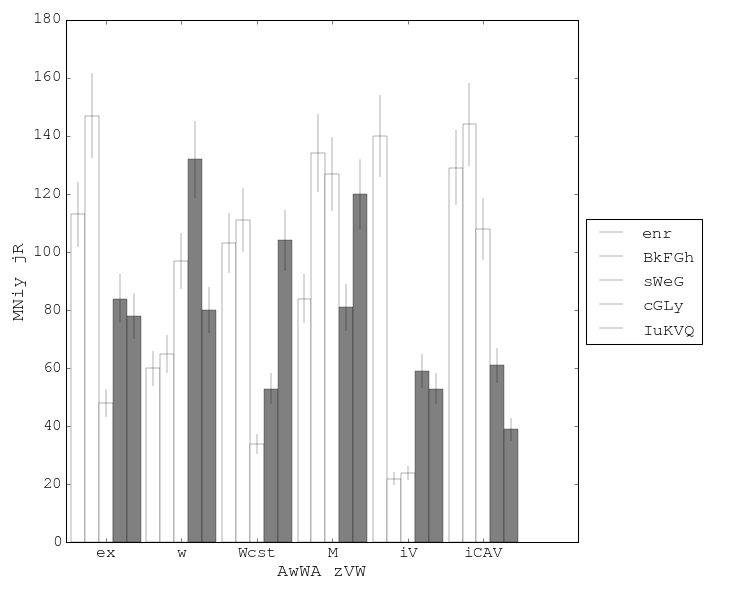 180
160
140
120
100
80
60
40
20
0
MNiy jR
ex w Wcst M iV iCAV
AwWA zVW
enr
BkFGh
sWeG
cGLy
IuKVQ